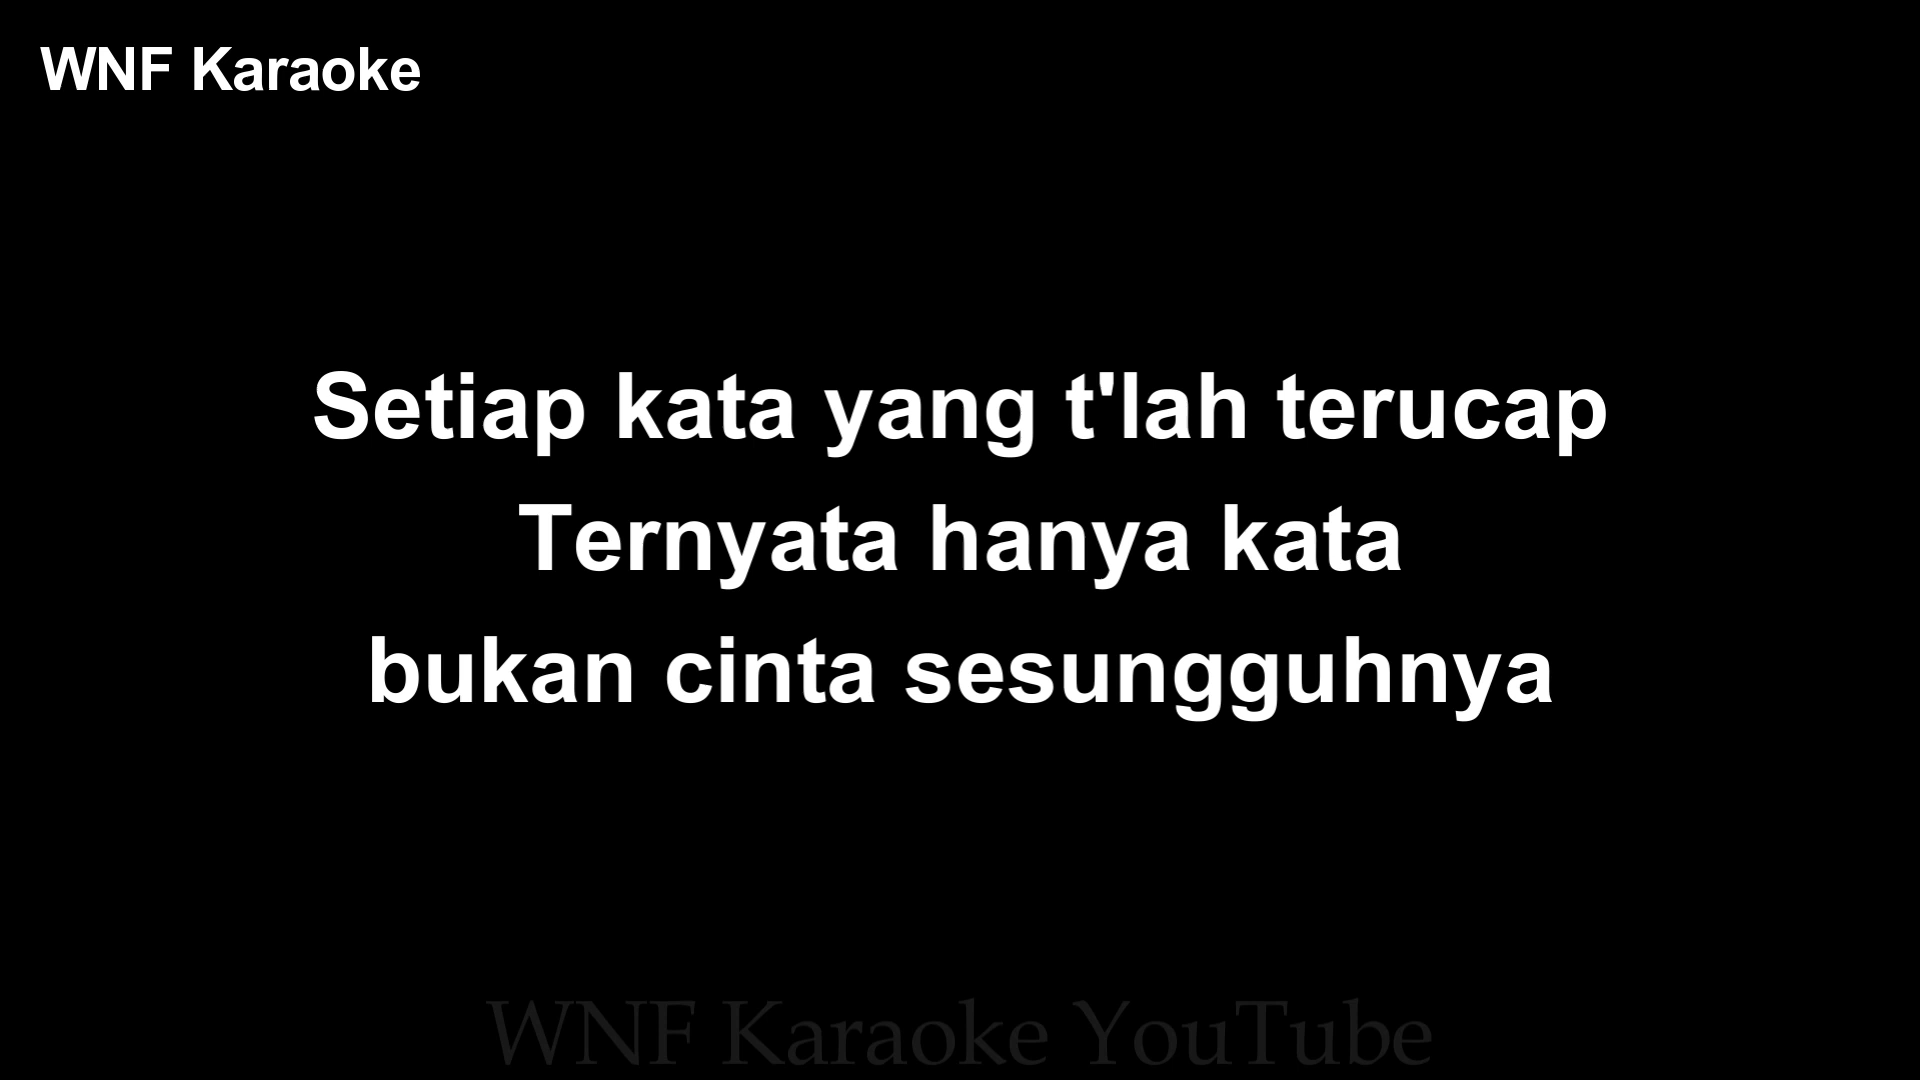 WNF Karaoke
Setiap kata yang t'lah terucap
Ternyata hanya kata
bukan cinta sesungguhnya
WNF Karaoke YouTube